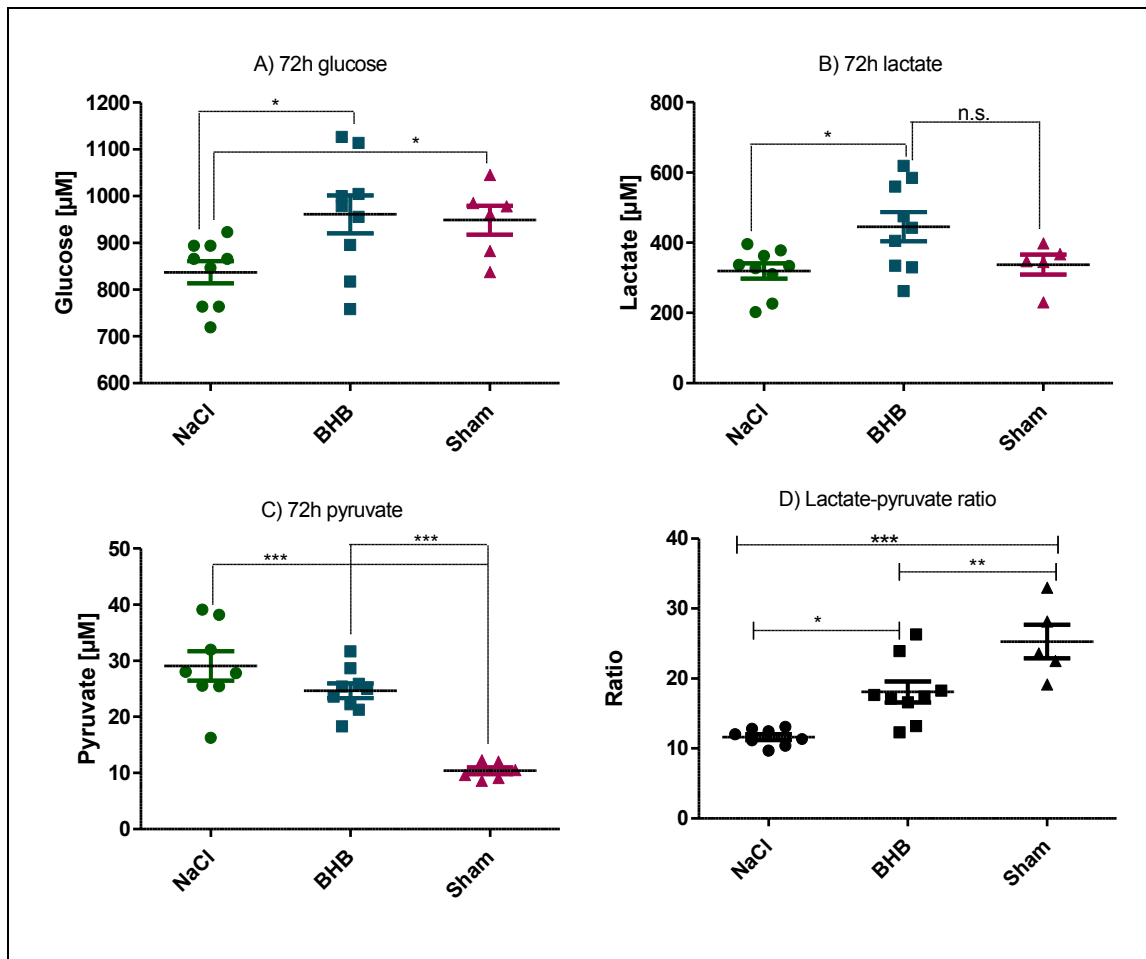 A) 72h glucose
Glucose [µM]
1200
1100
1000
900
800
700
600
*
*
NaCl
BHB
Sham
B) 72h lactate
Lactate [µM]
800
600
400
200
0
*
n.s.
NaCl
BHB
Sham
C) 72h pyruvate
Pyruvate [µM]
50
40
30
20
10
0
***
***
NaCl
BHB
Sham
D) Lactate-pyruvate ratio
Ratio
40
30
20
10
0
***
**
*
NaCl
BHB
Sham